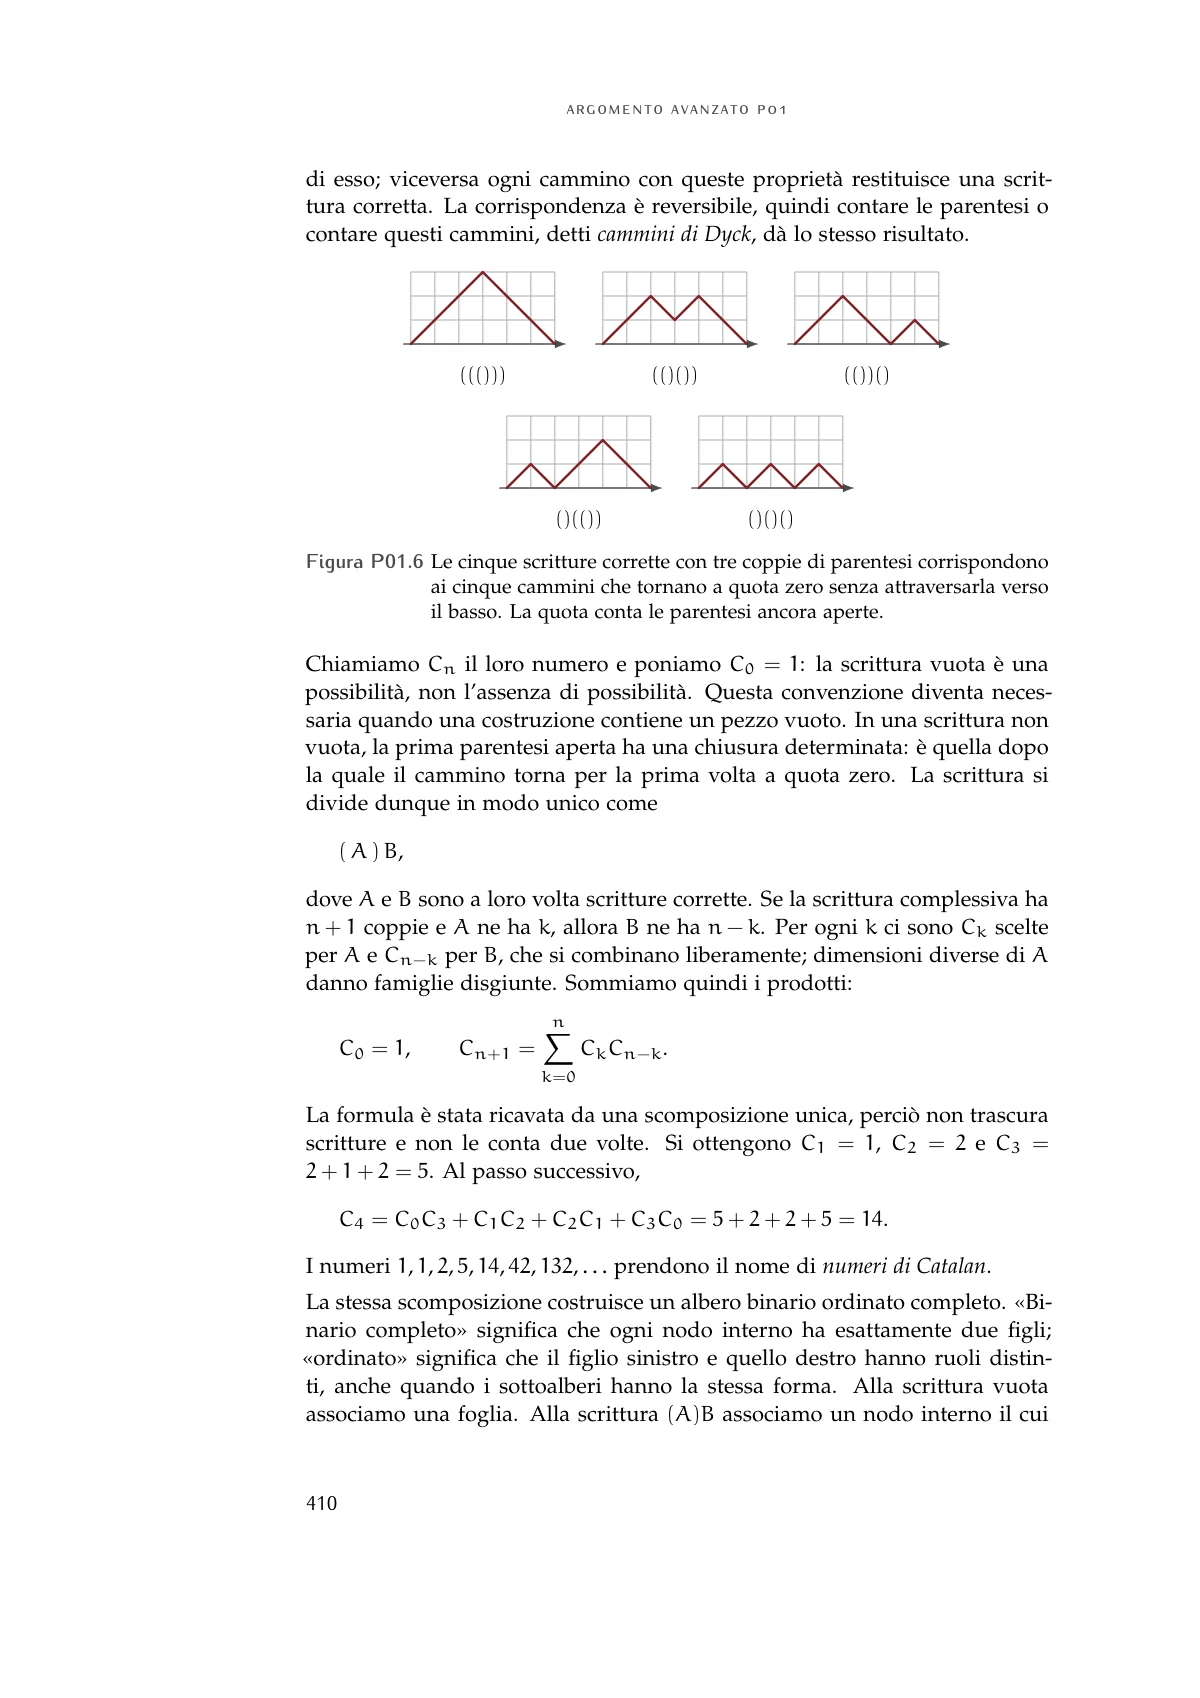 ARGOMENTO AVANZATO P01
di esso; viceversa ogni cammino con queste proprietà restituisce una scrit-
tura corretta. La corrispondenza è reversibile, quindi contare le parentesi o
contare questi cammini, detti cammini di Dyck, dà lo stesso risultato.
((())) (()()) (())()
()(()) ()()()
Figura P01.6 Le cinque scritture corrette con tre coppie di parentesi corrispondono
ai cinque cammini che tornano a quota zero senza attraversarla verso
il basso. La quota conta le parentesi ancora aperte.
Chiamiamo Cₙ il loro numero e poniamo C₀ = 1: la scrittura vuota è una
possibilità, non l'assenza di possibilità. Questa convenzione diventa neces-
saria quando una costruzione contiene un pezzo vuoto. In una scrittura non
vuota, la prima parentesi aperta ha una chiusura determinata: è quella dopo
la quale il cammino torna per la prima volta a quota zero. La scrittura si
divide dunque in modo unico come
( A ) B,
dove A e B sono a loro volta scritture corrette. Se la scrittura complessiva ha
n + 1 coppie e A ne ha k, allora B ne ha n − k. Per ogni k ci sono Cₖ scelte
per A e Cₙ₋ₖ per B, che si combinano liberamente; dimensioni diverse di A
danno famiglie disgiunte. Sommiamo quindi i prodotti:
C₀ = 1, Cₙ₊₁ = ∑ₖ₌₀ⁿ CₖCₙ₋ₖ.
La formula è stata ricavata da una scomposizione unica, perciò non trascura
scritture e non le conta due volte. Si ottengono C₁ = 1, C₂ = 2 e C₃ =
2 + 1 + 2 = 5. Al passo successivo,
C₄ = C₀C₃ + C₁C₂ + C₂C₁ + C₃C₀ = 5 + 2 + 2 + 5 = 14.
I numeri 1, 1, 2, 5, 14, 42, 132, . . . prendono il nome di numeri di Catalan.
La stessa scomposizione costruisce un albero binario ordinato completo. «Bi-
nario completo» significa che ogni nodo interno ha esattamente due figli;
«ordinato» significa che il figlio sinistro e quello destro hanno ruoli distin-
ti, anche quando i sottoalberi hanno la stessa forma. Alla scrittura vuota
associamo una foglia. Alla scrittura (A)B associamo un nodo interno il cui
410